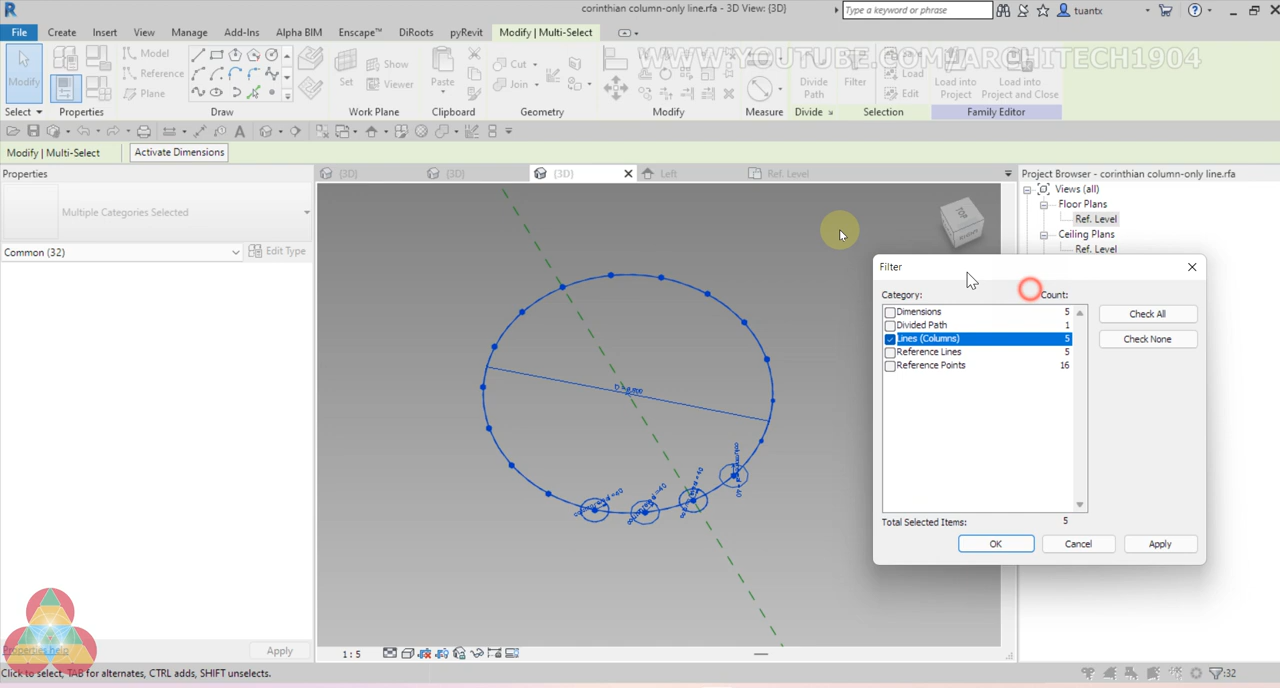 corinthian column-only line.rfa - 3D View: {3D}
Type a keyword or phrase
tuantx
File Create Insert View Manage Add-Ins Alpha BIM Enscape™ DiRoots pyRevit Modify | Multi-Select
WWW.YOUTUBE.COM/ARCHITECH1904
Modify
Model
Reference
Plane
Set
Show
Viewer
Paste
Cut
Join
Divide Path
Filter
Load
Edit
Load into Project
Load into Project and Close
Select Properties Draw Work Plane Clipboard Geometry Modify Measure Divide Selection Family Editor
Modify | Multi-Select Activate Dimensions
Properties
{3D} {3D} {3D} Left Ref. Level
Project Browser - corinthian column-only line.rfa
Multiple Categories Selected
Common (32) Edit Type
Views (all)
Floor Plans
Ref. Level
Ceiling Plans
Ref. Level
TOP
Filter
Category: Count:
Dimensions 5
Divided Path 1
Lines (Columns) 5
Reference Lines 5
Reference Points 16
Check All
Check None
Total Selected Items: 5
OK Cancel Apply
Properties help Apply
1 : 5
Click to select, TAB for alternates, CTRL adds, SHIFT unselects.
:32